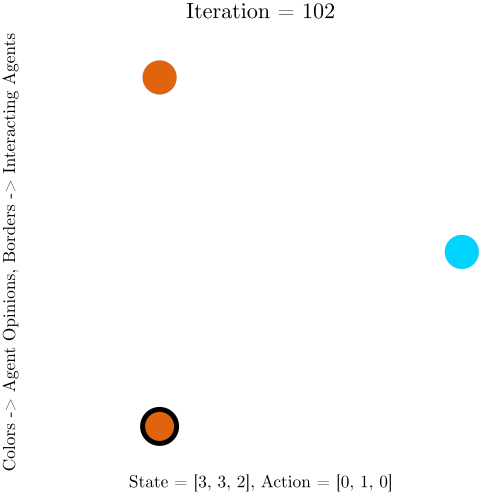 Iteration = 102
Colors -> Agent Opinions, Borders -> Interacting Agents
State = [3, 3, 2], Action = [0, 1, 0]